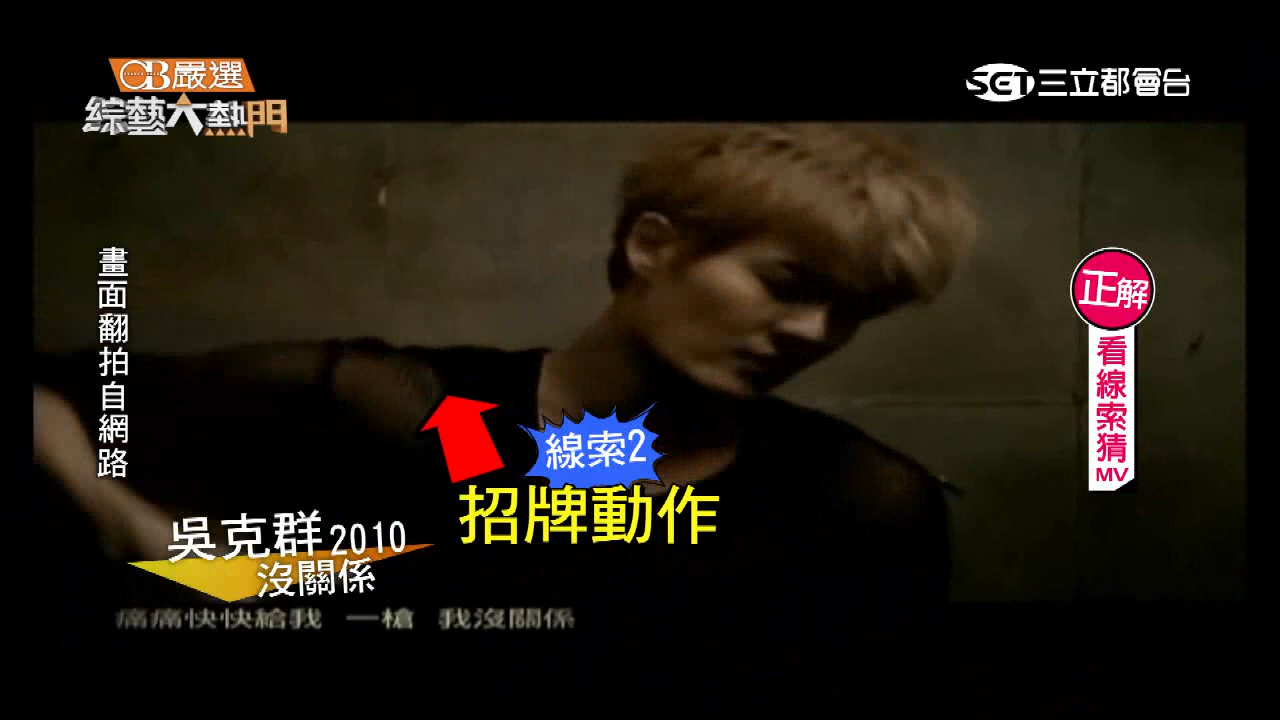 CB嚴選
綜藝大熱門
SET三立都會台
畫面翻拍自網路
正解
看線索猜MV
線索2
招牌動作
吳克群2010
沒關係
痛痛快快給我 一槍 我沒關係